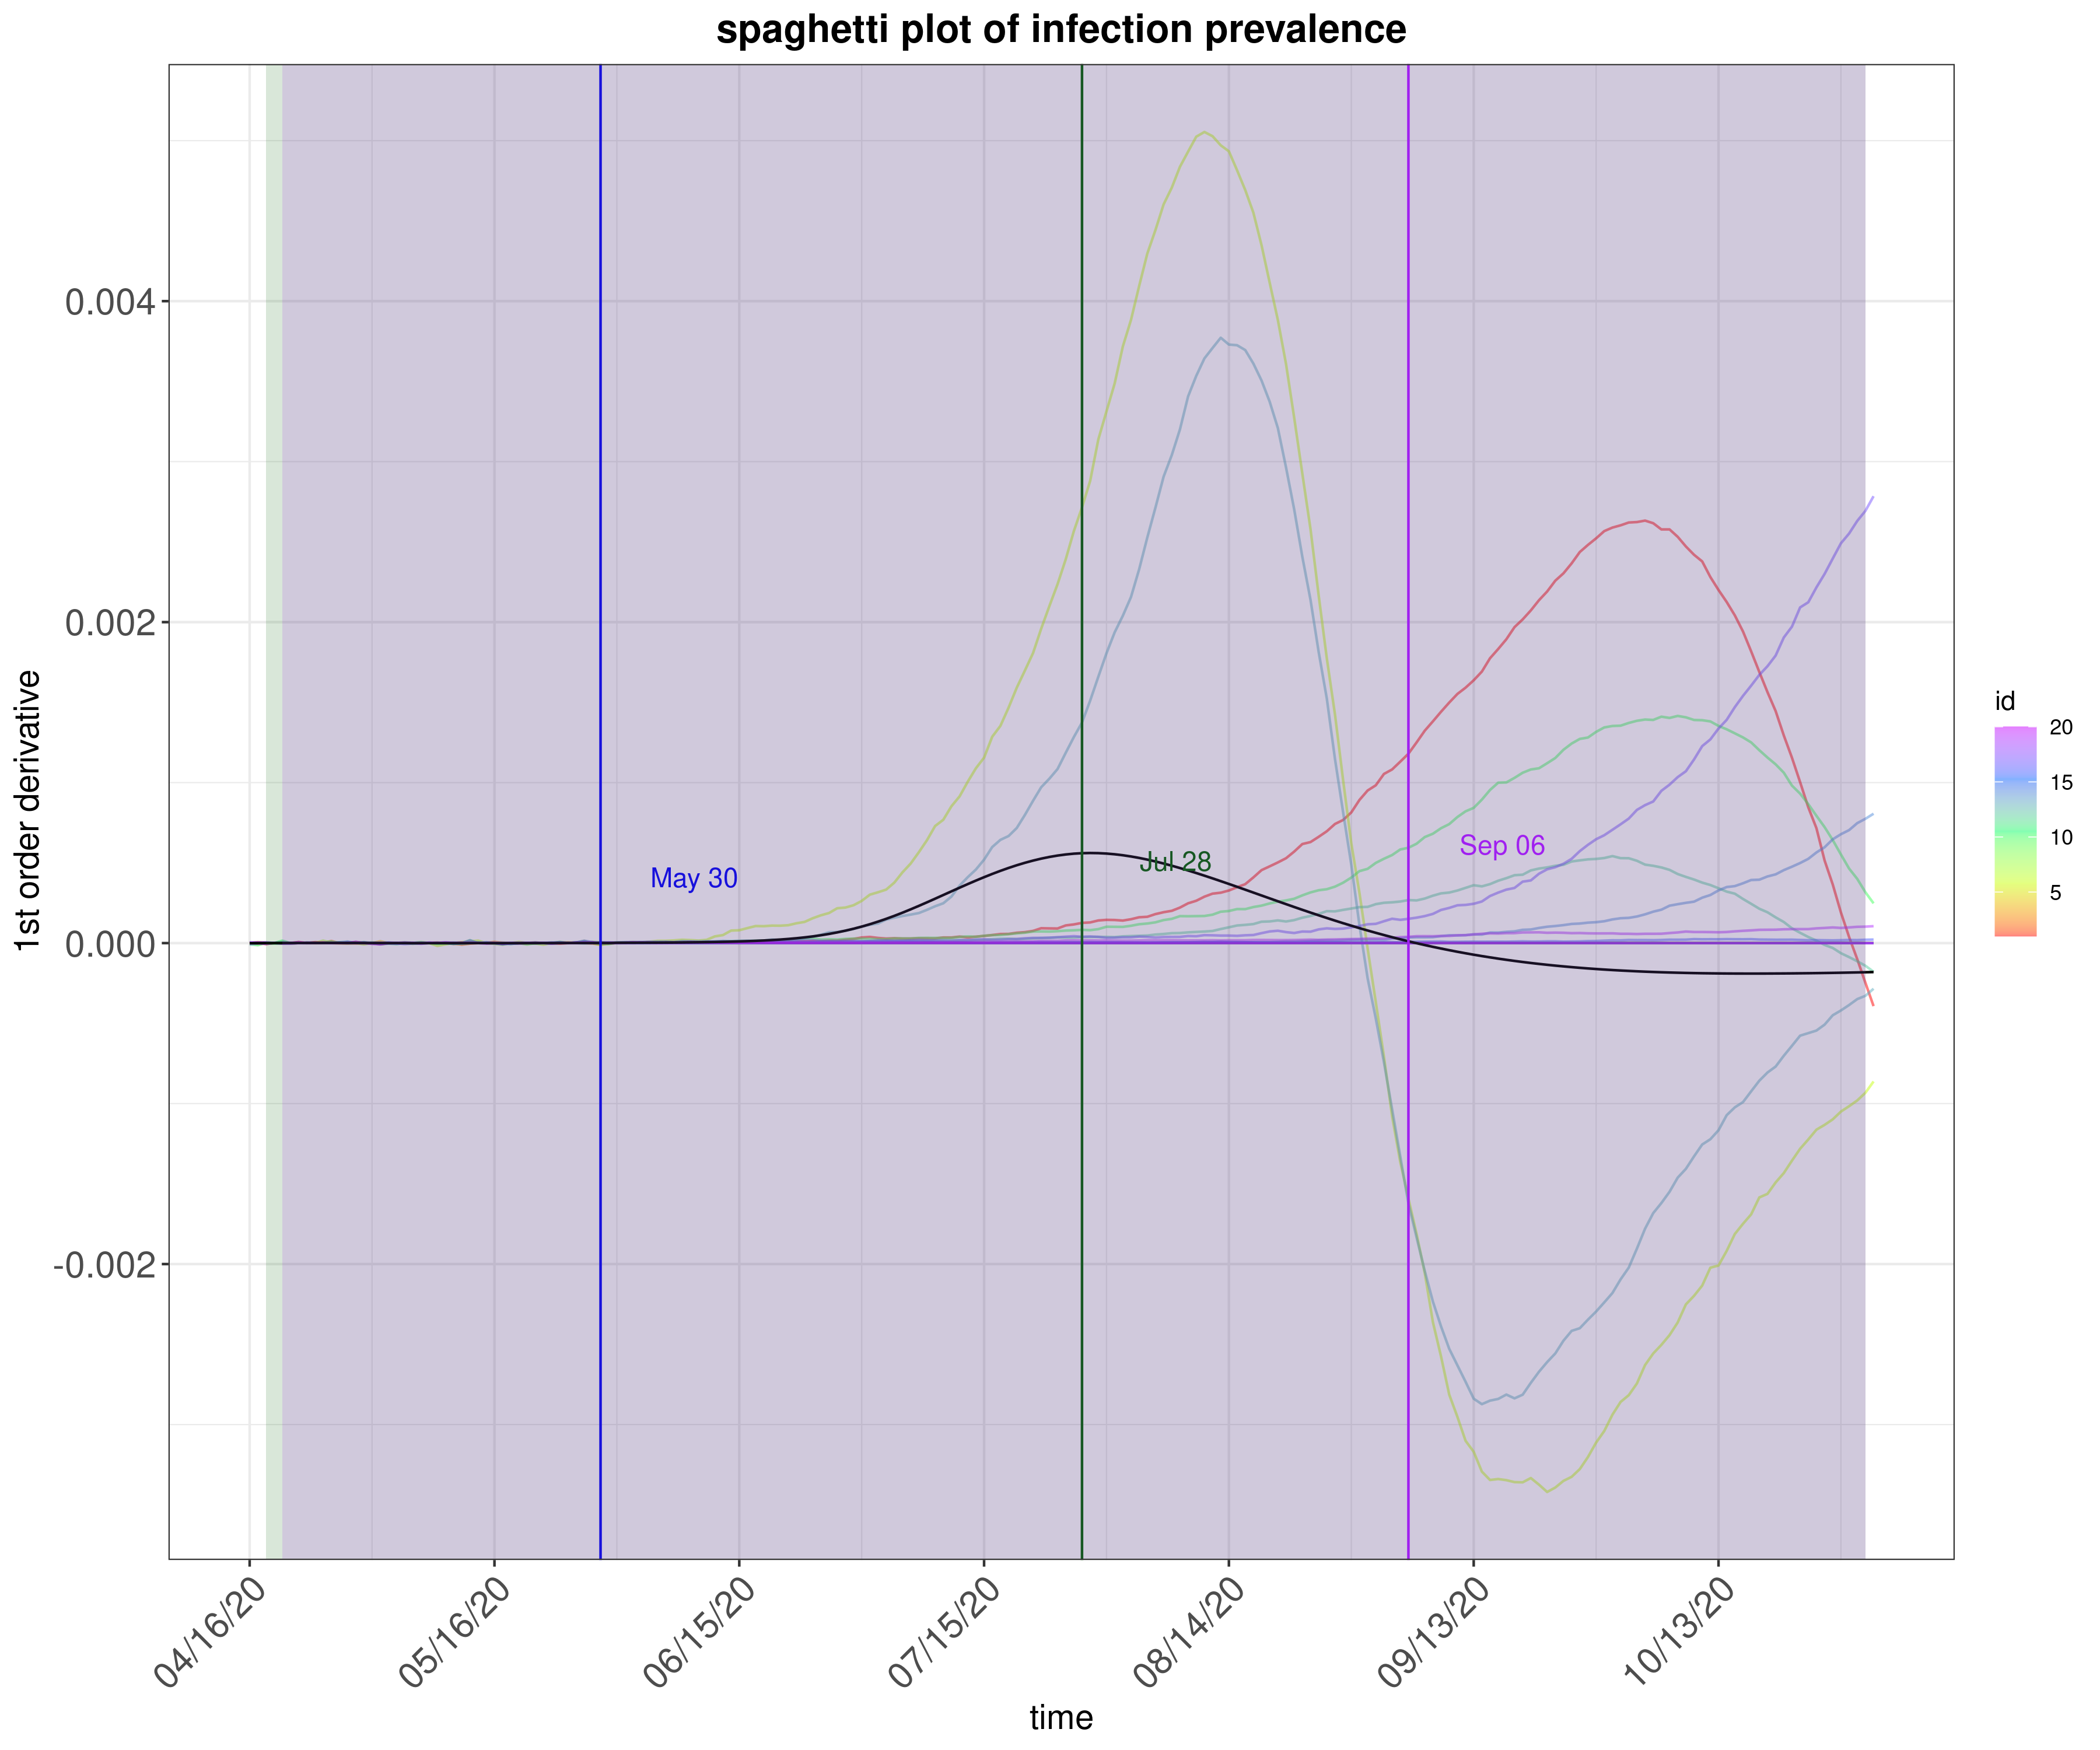 spaghetti plot of infection prevalence
1st order derivative
0.004
0.002
0.000
-0.002
May 30
Jul 28
Sep 06
id
20
15
10
5
04/16/20
05/16/20
06/15/20
07/15/20
08/14/20
09/13/20
10/13/20
time